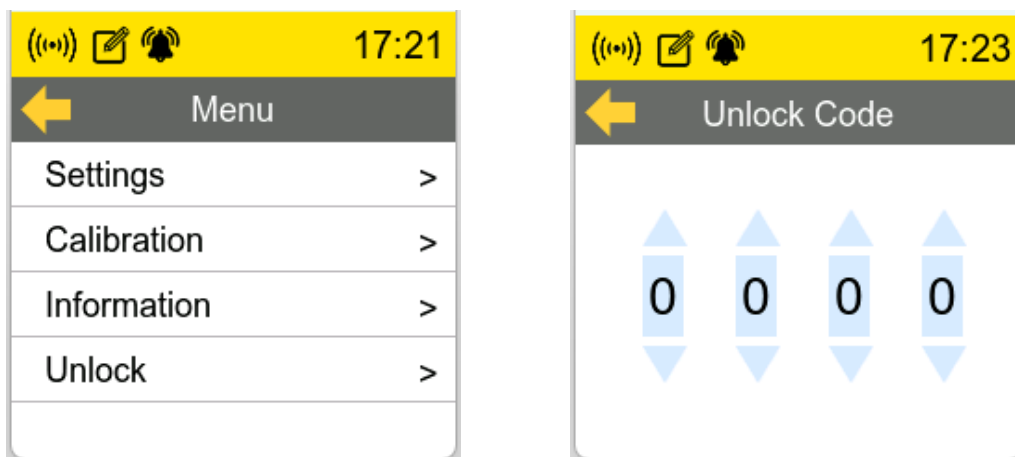 17:21
Menu
Settings >
Calibration >
Information >
Unlock >
17:23
Unlock Code
0 0 0 0